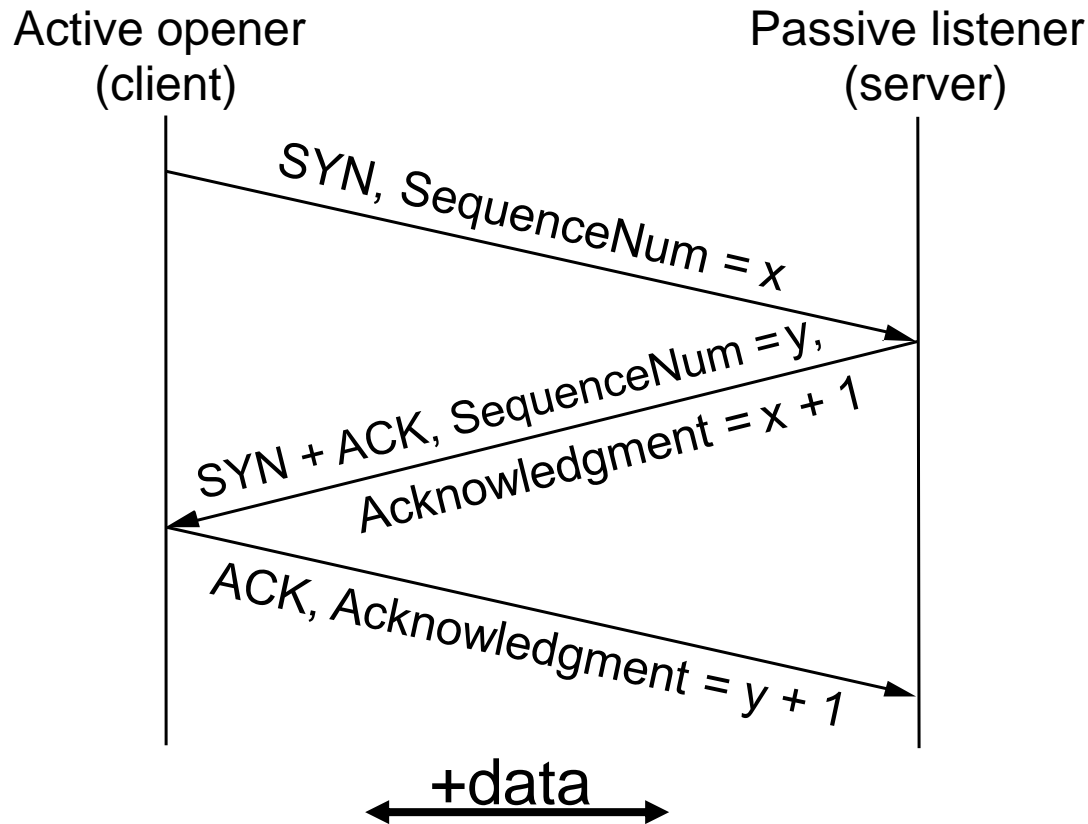 Active opener
(client)
Passive listener
(server)
SYN, SequenceNum = x
SYN + ACK, SequenceNum = y,
Acknowledgment = x + 1
ACK, Acknowledgment = y + 1
+data